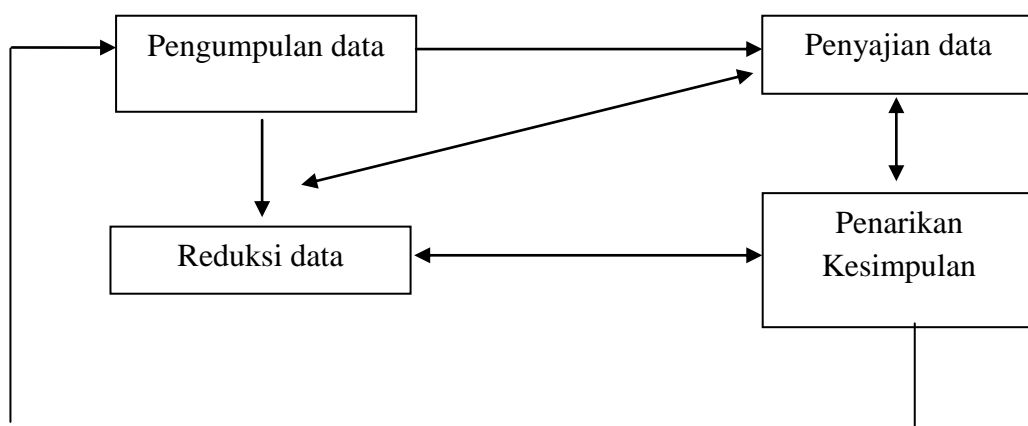 Pengumpulan data
Penyajian data
Reduksi data
Penarikan
Kesimpulan